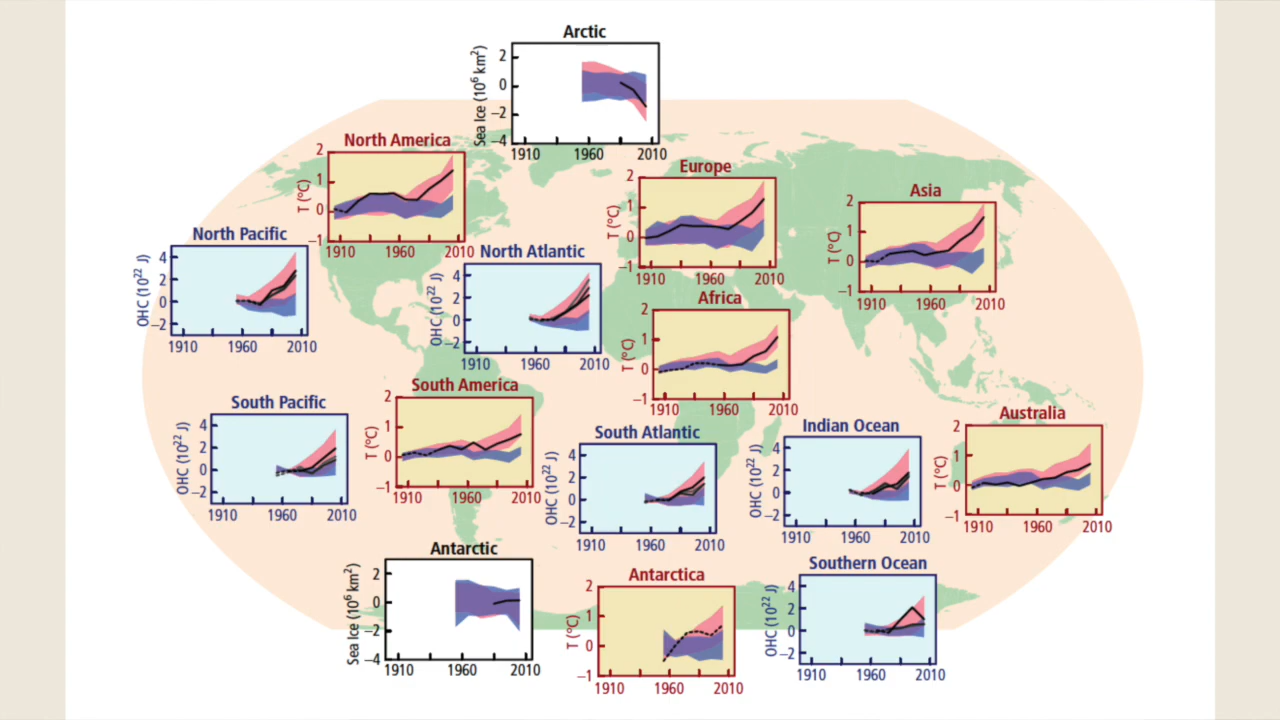 Arctic
Sea Ice (10⁶ km²)
2
0
−2
−4
1910 1960 2010
North America
T (°C)
2
1
0
−1
1910 1960 2010
Europe
T (°C)
2
1
0
−1
1910 1960 2010
Asia
T (°C)
2
1
0
−1
1910 1960 2010
North Pacific
OHC (10²² J)
4
2
0
−2
1910 1960 2010
North Atlantic
OHC (10²² J)
4
2
0
−2
1910 1960 2010
Africa
T (°C)
2
1
0
−1
1910 1960 2010
South Pacific
OHC (10²² J)
4
2
0
−2
1910 1960 2010
South America
T (°C)
2
1
0
−1
1910 1960 2010
South Atlantic
OHC (10²² J)
4
2
0
−2
1910 1960 2010
Indian Ocean
OHC (10²² J)
4
2
0
−2
1910 1960 2010
Australia
T (°C)
2
1
0
−1
1910 1960 2010
Antarctic
Sea Ice (10⁶ km²)
2
0
−2
−4
1910 1960 2010
Antarctica
T (°C)
2
1
0
−1
1910 1960 2010
Southern Ocean
OHC (10²² J)
4
2
0
−2
1910 1960 2010